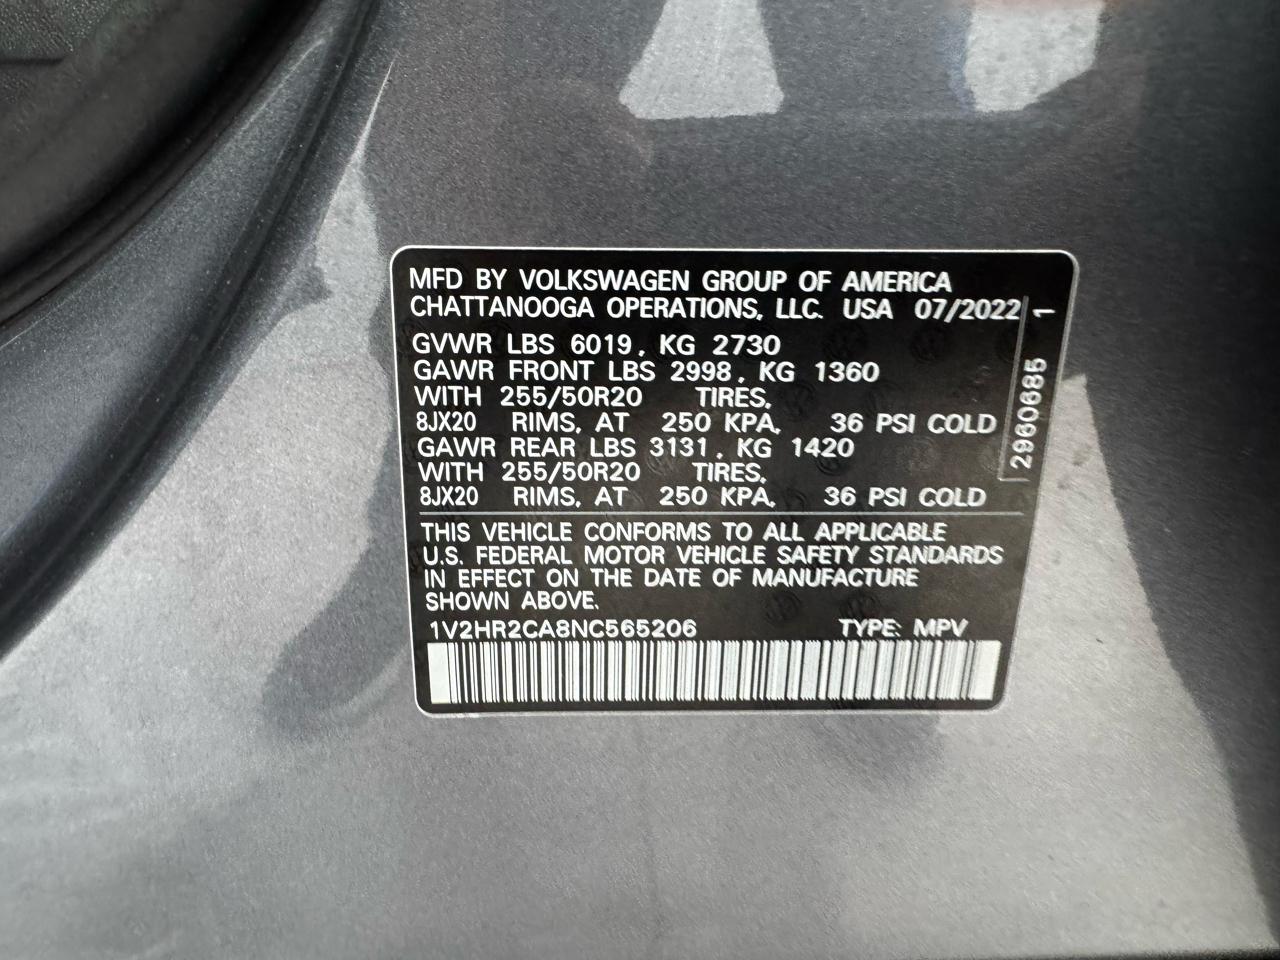 MFD BY VOLKSWAGEN GROUP OF AMERICA
CHATTANOOGA OPERATIONS, LLC. USA 07/2022
GVWR LBS 6019, KG 2730
GAWR FRONT LBS 2998, KG 1360
WITH 255/50R20 TIRES,
8JX20 RIMS, AT 250 KPA, 36 PSI COLD
GAWR REAR LBS 3131, KG 1420
WITH 255/50R20 TIRES,
8JX20 RIMS, AT 250 KPA, 36 PSI COLD
2960685 1
THIS VEHICLE CONFORMS TO ALL APPLICABLE
U.S. FEDERAL MOTOR VEHICLE SAFETY STANDARDS
IN EFFECT ON THE DATE OF MANUFACTURE
SHOWN ABOVE.
1V2HR2CA8NC565206 TYPE: MPV